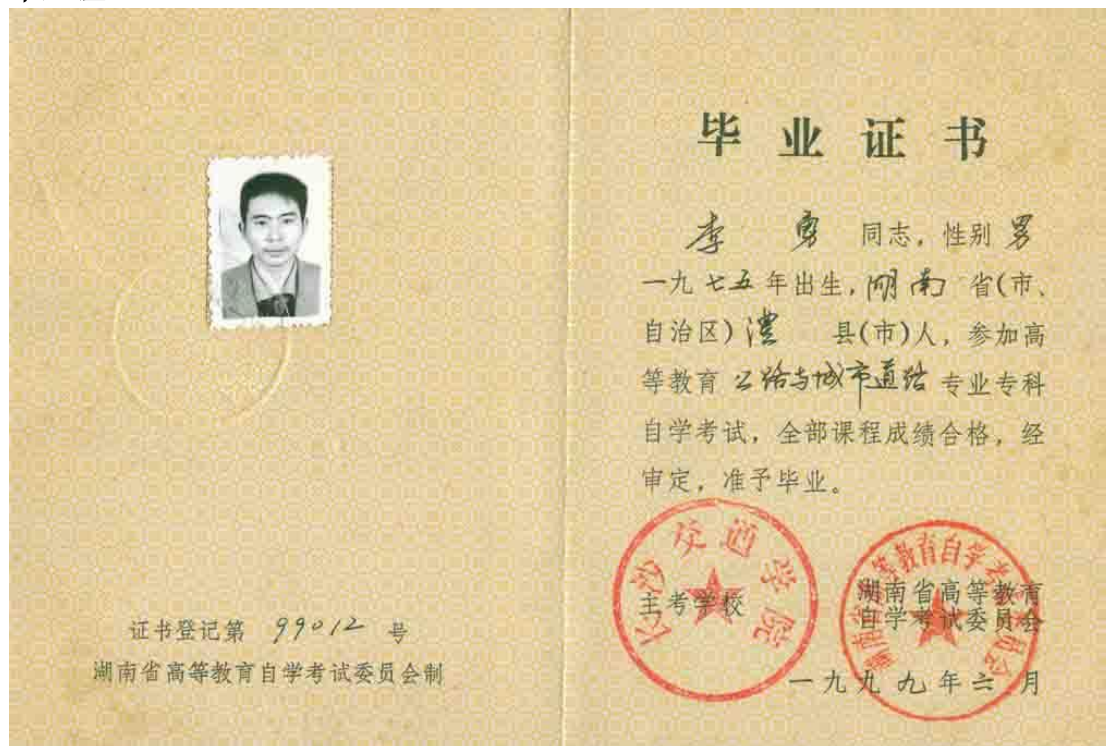 证书登记第 99012 号
湖南省高等教育自学考试委员会制
毕业证书
李勇 同志，性别 男
一九七五年出生，湖南 省(市、
自治区) 澧 县(市)人，参加高
等教育 公路与城市道路 专业专科
自学考试，全部课程成绩合格，经
审定，准予毕业。
长沙交通学院
主考学校
湖南省高等教育自学考试委员会
湖南省高等教育
自学考试委员会
一九九九年六月